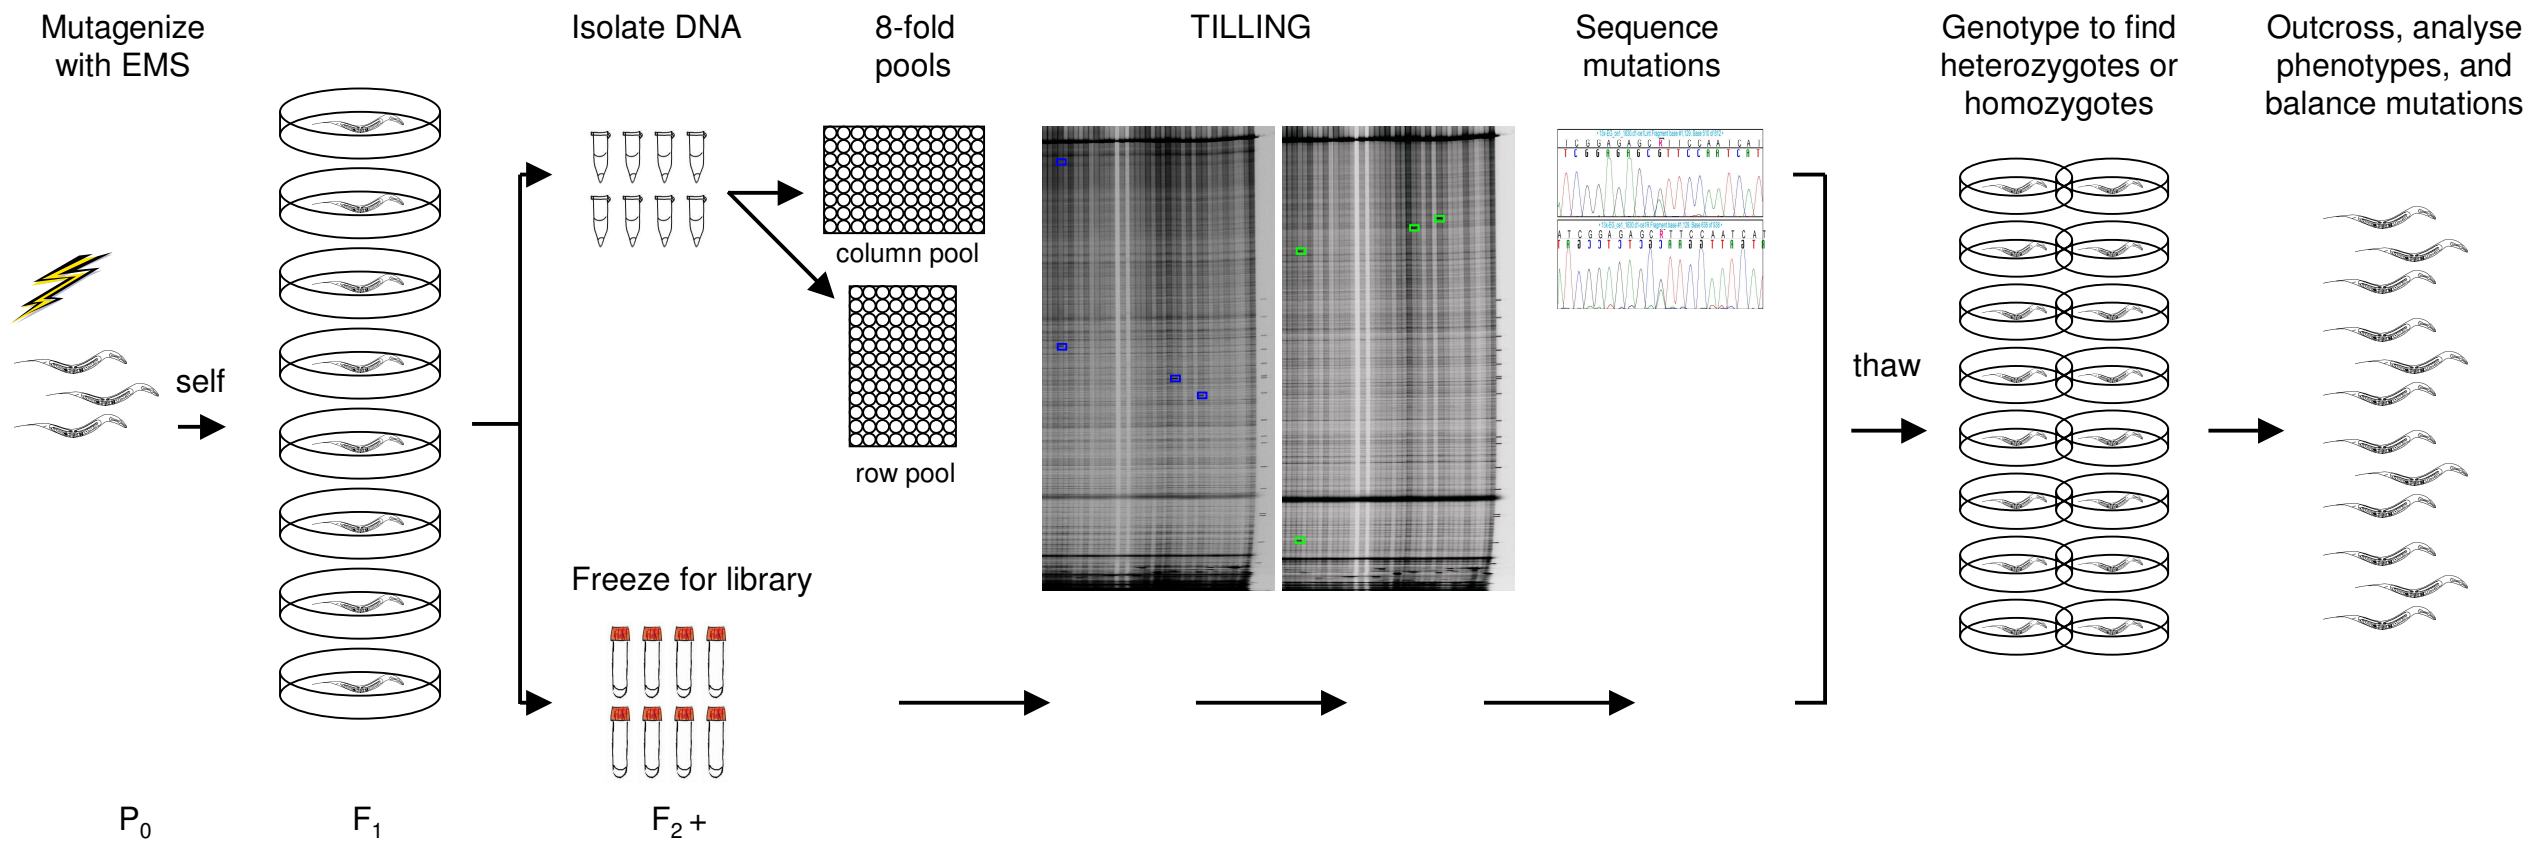 Mutagenize
with EMS
Isolate DNA
8-fold
pools
TILLING
Sequence
mutations
Genotype to find
heterozygotes or
homozygotes
Outcross, analyse
phenotypes, and
balance mutations
column pool
row pool
self
thaw
Freeze for library
P0
F1
F2 +